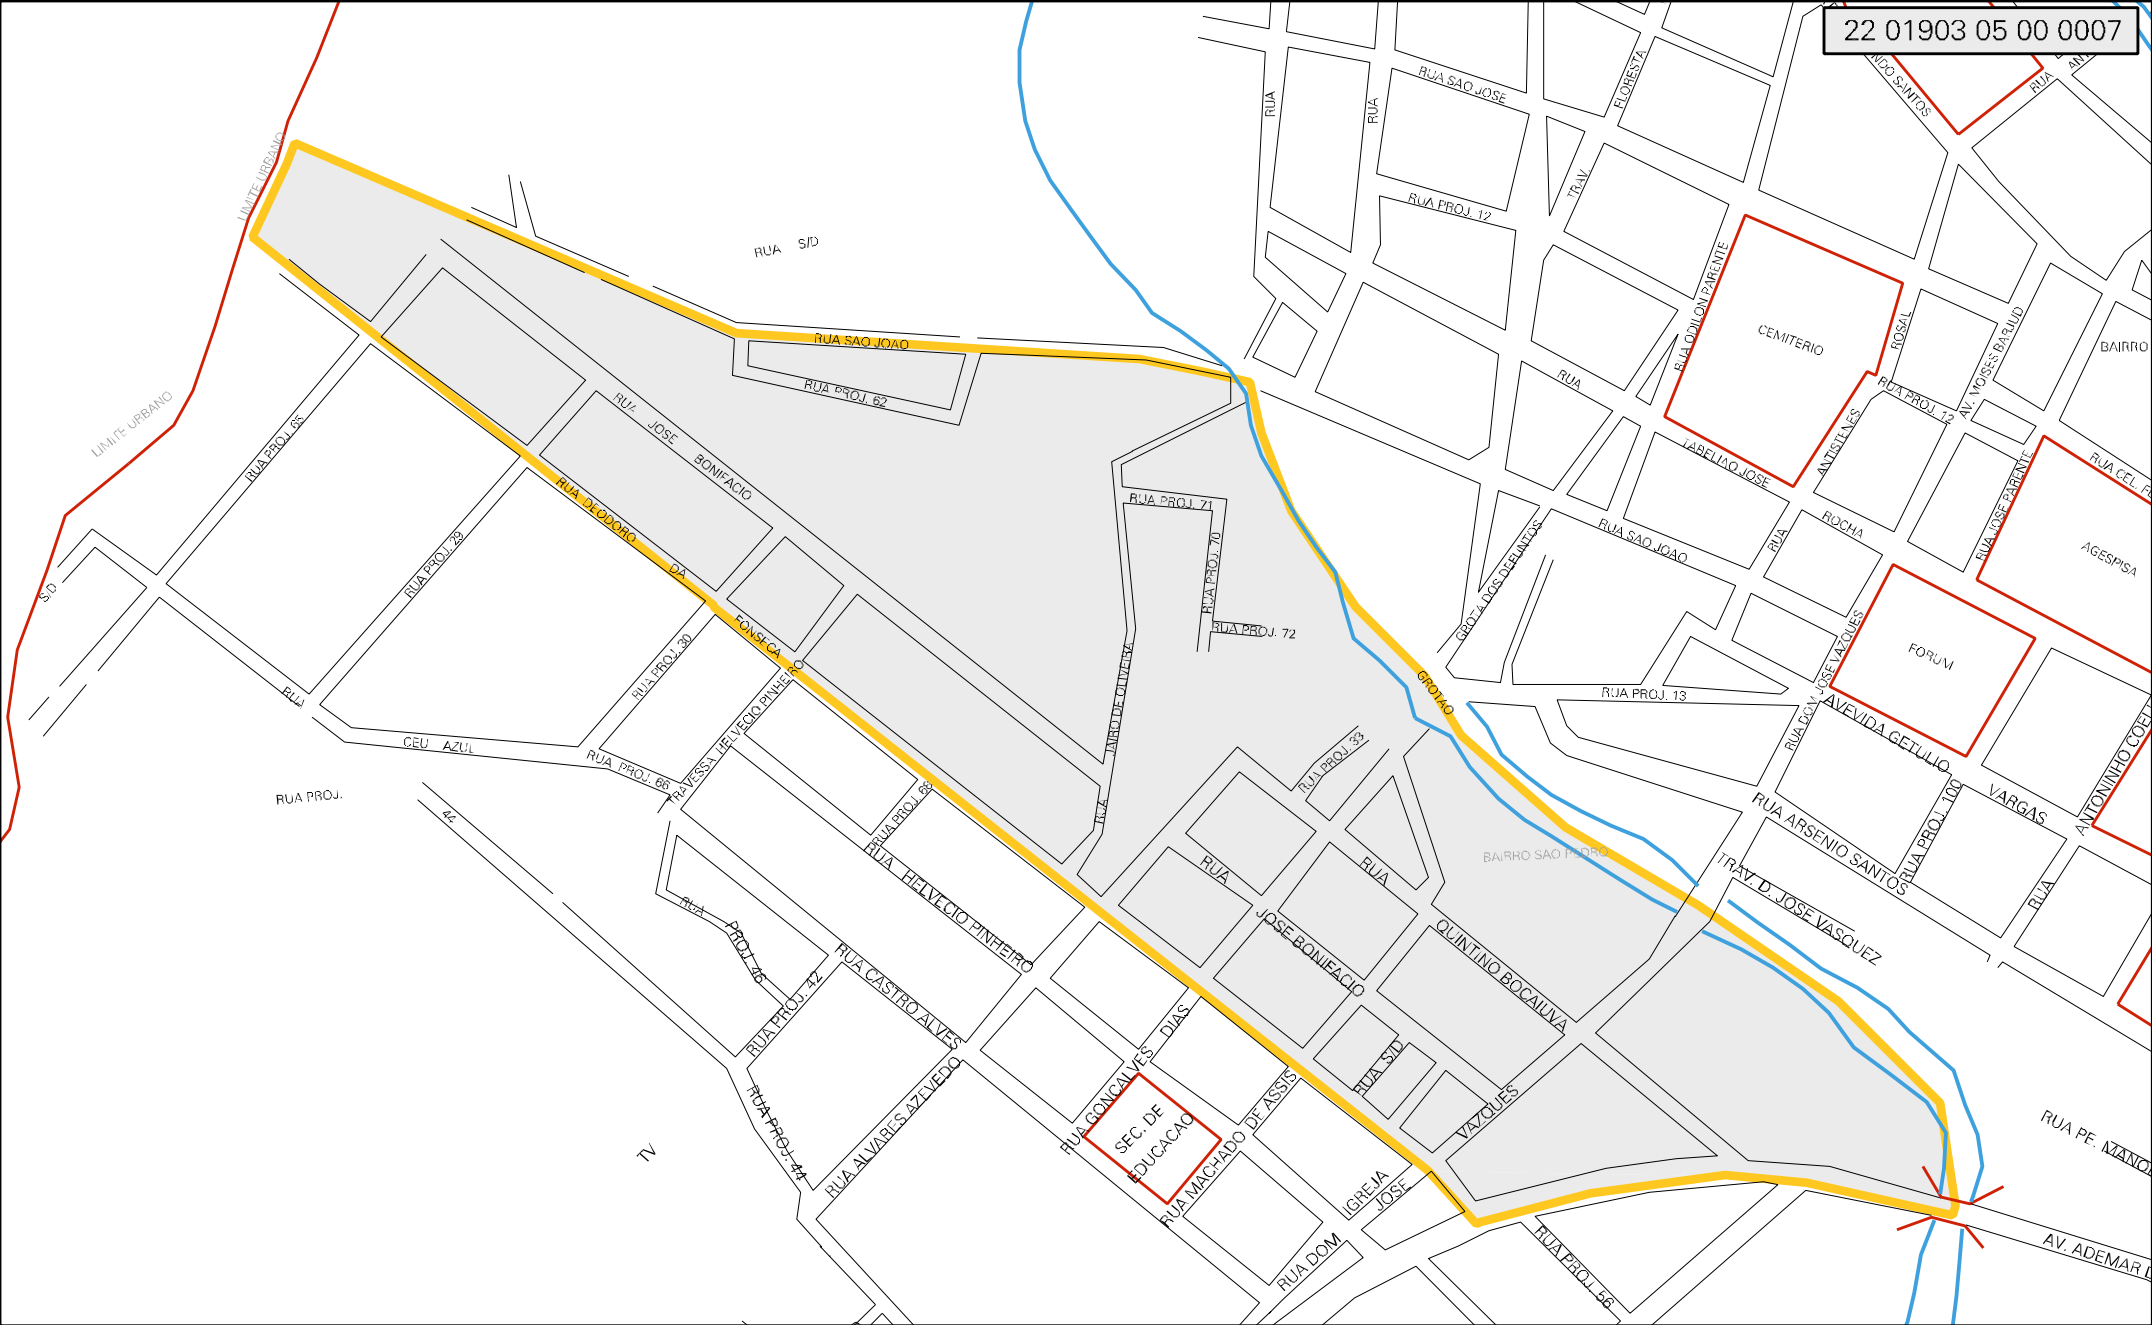 22 01903 05 00 0007
NDO SANTOS
RUA
RUA SAO JOSE
FLORESTA
RUA
RUA
TRAV.
RUA PROJ. 12
LIMITE URBANO
RUA S/D
RUA ODILON PARENTE
CEMITERIO
ROSAL
AV. MOISES BARJUD
BAIRRO
RUA SAO JOAO
RUA PROJ. 62
RUA
RUA PROJ. 12
ANTISTENES
TABELIAO JOSE
RUA JOSE PARENTE
RUA CEL.
LIMITE URBANO
RUA PROJ. 65
RUA JOSE BONIFACIO
RUA DEODORO DA FONSECA
RUA PROJ. 71
RUA PROJ. 70
RUA PROJ. 72
GROTA DOS DEFUNTOS
RUA SAO JOAO
RUA
ROCHA
AGESPISA
RUA PROJ. 29
S/D
RUA PROJ. 30
TRAVESSA HELVECIO PINHEIRO
JAIRO DE OLIVEIRA
RUA
GROTAO
RUA PROJ. 13
RUA DOM JOSE VAZQUES
FORUM
AVEVIDA GETULIO
VARGAS
ANTONINHO COEL
RUA
CEU AZUL
RUA PROJ. 66
RUA PROJ. 68
RUA PROJ. 33
RUA PROJ.
44
BAIRRO SAO PEDRO
RUA ARSENIO SANTOS
RUA PROJ. 100
TRAV. D. JOSE VASQUEZ
RUA
RUA HELVECIO PINHEIRO
RUA
JOSE BONIFACIO
RUA
QUINTINO BOCAIUVA
RUA
PROJ. 46
RUA PROJ. 42
RUA CASTRO ALVES
RUA GONCALVES DIAS
RUA S/D
VAZQUES
RUA PROJ. 44
RUA ALVARES AZEVEDO
SEC. DE
EDUCACAO
RUA MACHADO DE ASSIS
TV
IGREJA
JOSE
RUA DOM
RUA PROJ. 56
RUA PE. MANO
AV. ADEMAR D